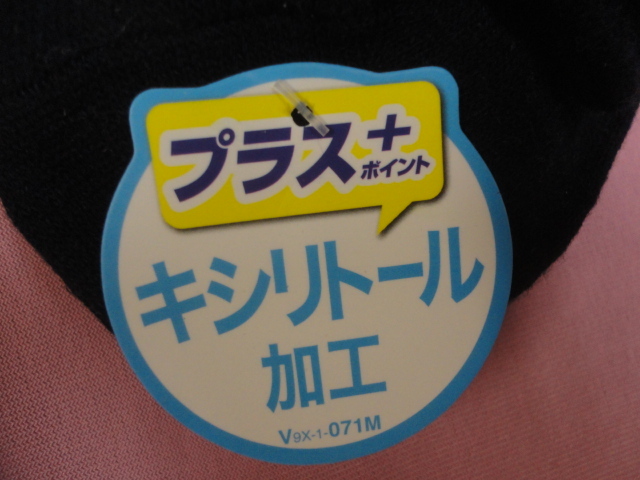 プラス+
ポイント
キシリトール
加工
V9X-1-071M